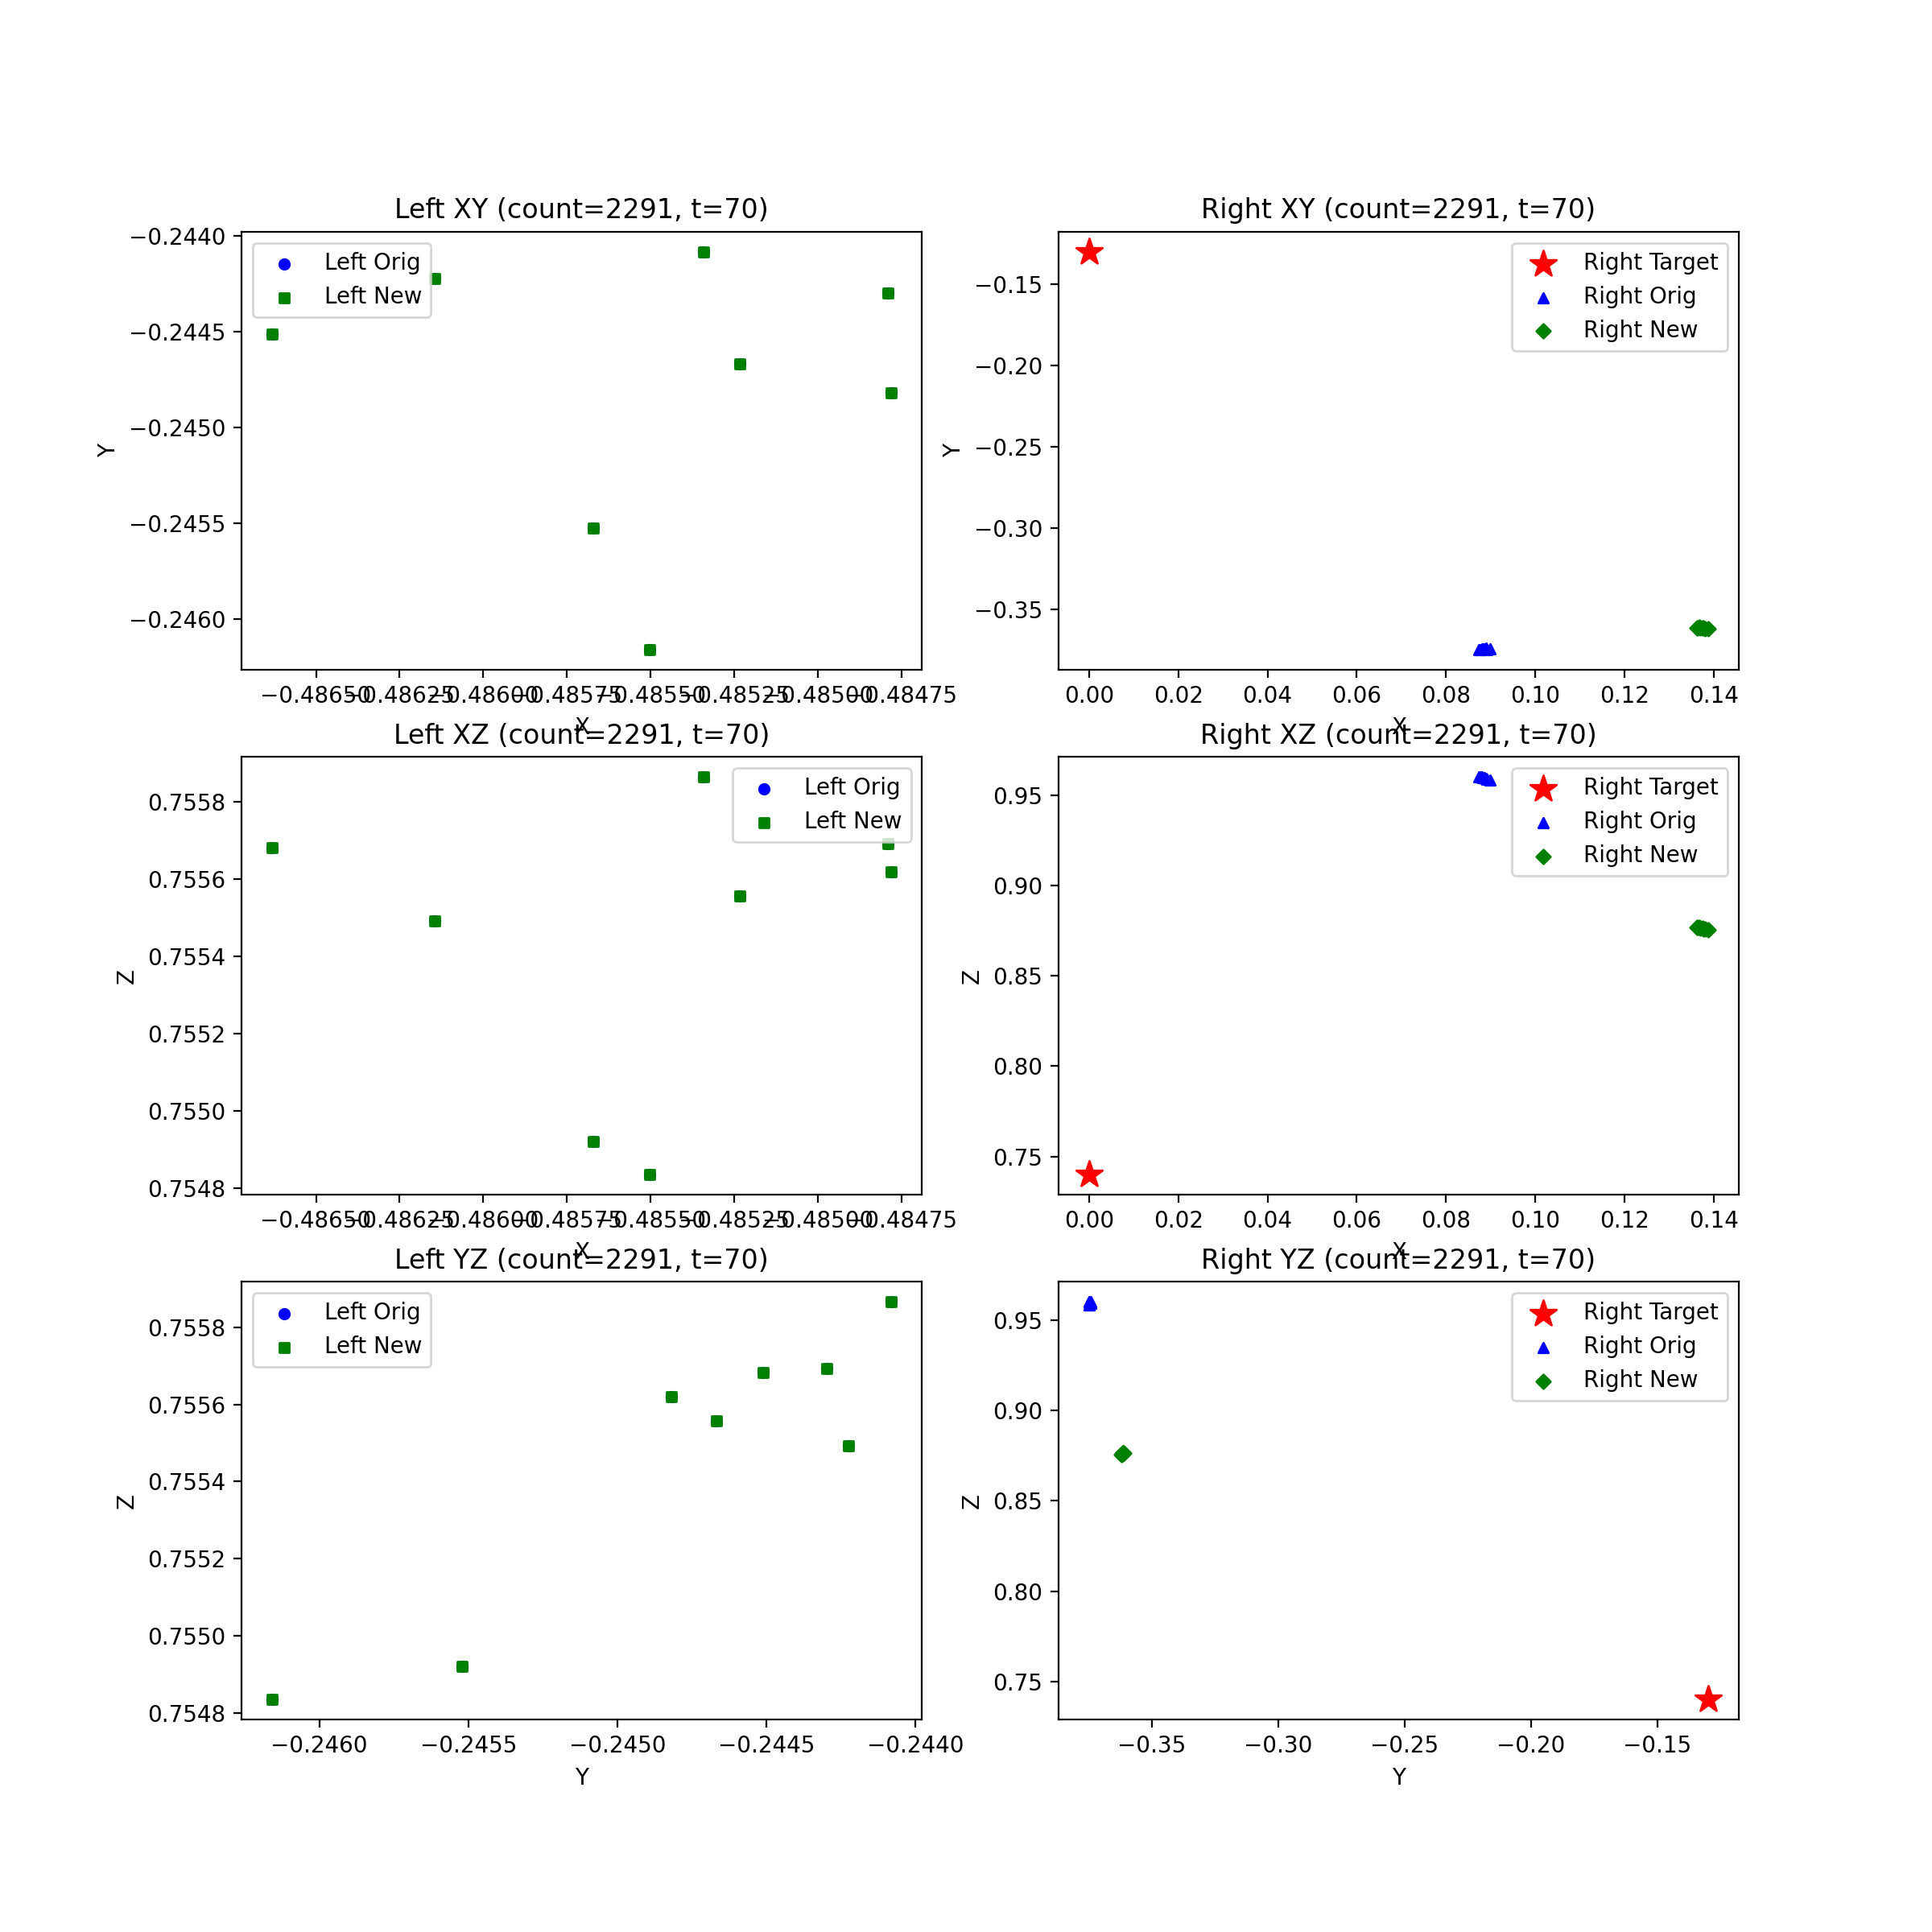 Left XY (count=2291, t=70)
Left Orig
Left New
−0.2440
−0.2445
−0.2450
−0.2455
−0.2460
Y
−0.48650 −0.48625 −0.48600 −0.48575 −0.48550 −0.48525 −0.48500 −0.48475
X
Right XY (count=2291, t=70)
Right Target
Right Orig
Right New
−0.15
−0.20
−0.25
−0.30
−0.35
Y
0.00 0.02 0.04 0.06 0.08 0.10 0.12 0.14
X
Left XZ (count=2291, t=70)
Left Orig
Left New
0.7558
0.7556
0.7554
0.7552
0.7550
0.7548
Z
−0.48650 −0.48625 −0.48600 −0.48575 −0.48550 −0.48525 −0.48500 −0.48475
X
Right XZ (count=2291, t=70)
Right Target
Right Orig
Right New
0.95
0.90
0.85
0.80
0.75
Z
0.00 0.02 0.04 0.06 0.08 0.10 0.12 0.14
X
Left YZ (count=2291, t=70)
Left Orig
Left New
0.7558
0.7556
0.7554
0.7552
0.7550
0.7548
Z
−0.2460 −0.2455 −0.2450 −0.2445 −0.2440
Y
Right YZ (count=2291, t=70)
Right Target
Right Orig
Right New
0.95
0.90
0.85
0.80
0.75
Z
−0.35 −0.30 −0.25 −0.20 −0.15
Y